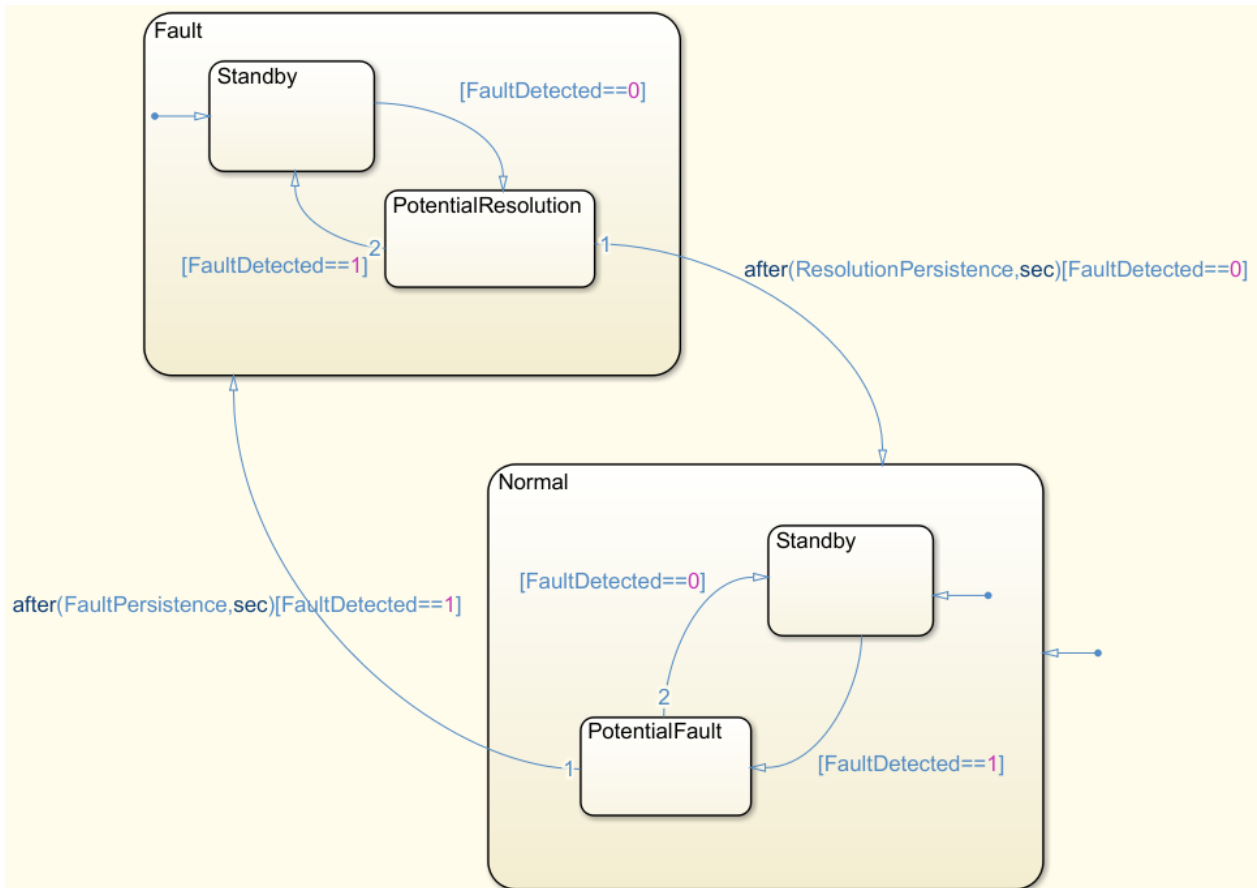 Fault
Standby
[FaultDetected==0]
PotentialResolution
2
1
[FaultDetected==1]
after(ResolutionPersistence,sec)[FaultDetected==0]
Normal
Standby
[FaultDetected==0]
after(FaultPersistence,sec)[FaultDetected==1]
2
PotentialFault
1
[FaultDetected==1]